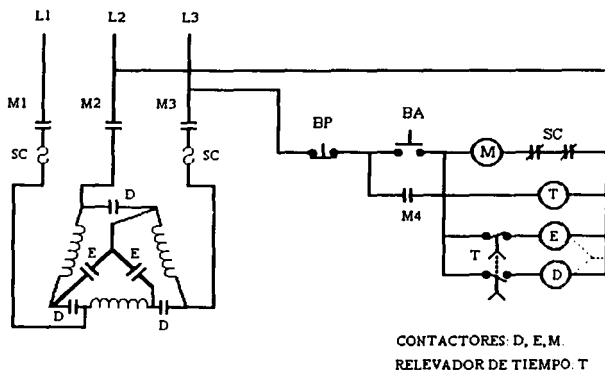 L1 L2 L3
M1 M2 M3
BP BA SC
SC SC M
D
M4 T
E E T E
D
D D
CONTACTORES: D, E, M.
RELEVADOR DE TIEMPO. T